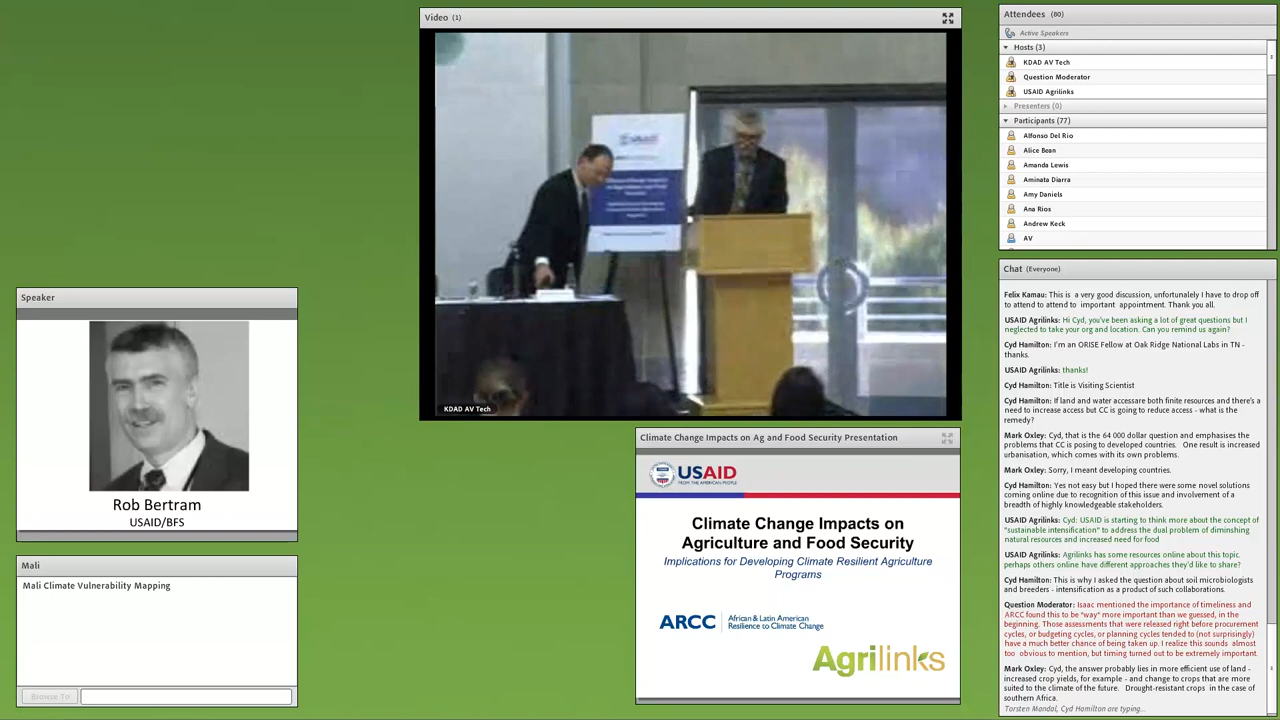 Video (1)
USAID
KDAD AV Tech
Speaker
Rob Bertram
USAID/BFS
Mali
Mali Climate Vulnerability Mapping
Browse To
Climate Change Impacts on Ag and Food Security Presentation
USAID
FROM THE AMERICAN PEOPLE
Climate Change Impacts on
Agriculture and Food Security
Implications for Developing Climate Resilient Agriculture
Programs
ARCC African & Latin American
Resilience to Climate Change
Agrilinks
Attendees (80)
Active Speakers
Hosts (3)
KDAD AV Tech
Question Moderator
USAID Agrilinks
Presenters (0)
Participants (77)
Alfonso Del Rio
Alice Bean
Amanda Lewis
Aminata Diarra
Amy Daniels
Ana Rios
Andrew Keck
AV
Chat (Everyone)
Felix Kamau: This is a very good discussion, unfortunately I have to drop off
to attend to attend to important appointment. Thank you all.
USAID Agrilinks: Hi Cyd, you've been asking a lot of great questions but I
neglected to take your org and location. Can you remind us again?
Cyd Hamilton: I'm an ORISE Fellow at Oak Ridge National Labs in TN -
thanks.
USAID Agrilinks: thanks!
Cyd Hamilton: Title is Visiting Scientist
Cyd Hamilton: If land and water accessare both finite resources and there's a
need to increase access but CC is going to reduce access - what is the
remedy?
Mark Oxley: Cyd, that is the 64 000 dollar question and emphasises the
problems that CC is posing to developed countries. One result is increased
urbanisation, which comes with its own problems.
Mark Oxley: Sorry, I meant developing countries.
Cyd Hamilton: Yes not easy but I hoped there were some novel solutions
coming online due to recognition of this issue and involvement of a
breadth of highly knowledgeable stakeholders.
USAID Agrilinks: Cyd: USAID is starting to think more about the concept of
"sustainable intensification" to address the dual problem of diminshing
natural resources and increased need for food
USAID Agrilinks: Agrilinks has some resources online about this topic.
perhaps others online have different approaches they'd like to share?
Cyd Hamilton: This is why I asked the question about soil microbiologists
and breeders - intensification as a product of such collaborations.
Question Moderator: Isaac mentioned the importance of timeliness and
ARCC found this to be *way* more important than we guessed, in the
beginning. Those assessments that were released right before procurement
cycles, or budgeting cycles, or planning cycles tended to (not surprisingly)
have a much better chance of being taken up. I realize this sounds almost
too obvious to mention, but timing turned out to be extremely important.
Mark Oxley: Cyd, the answer probably lies in more efficient use of land -
increased crop yields, for example - and change to crops that are more
suited to the climate of the future. Drought-resistant crops in the case of
southern Africa.
Torsten Mandal, Cyd Hamilton are typing...